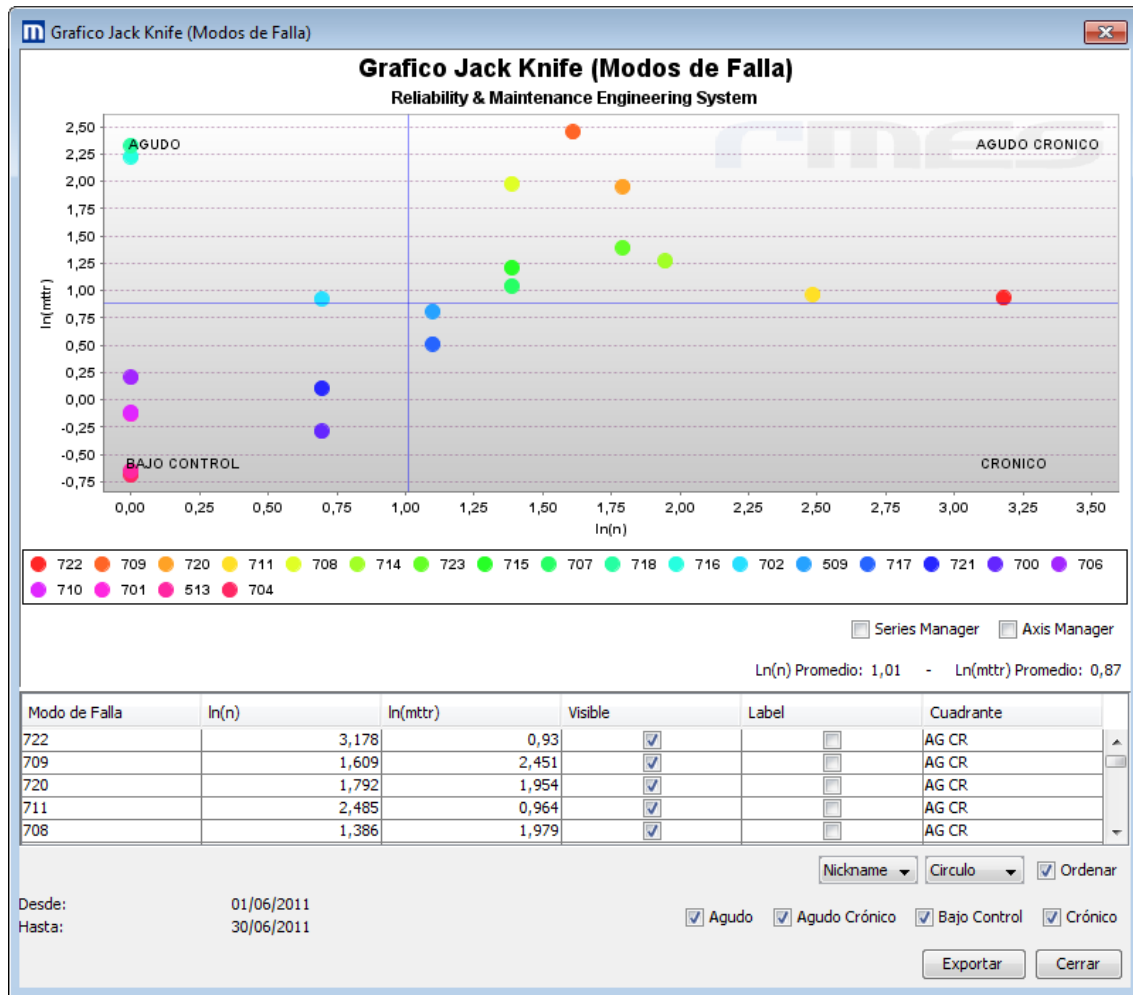 Grafico Jack Knife (Modos de Falla)
Grafico Jack Knife (Modos de Falla)
Reliability & Maintenance Engineering System
rmes
2,50
2,25
2,00
1,75
1,50
1,25
1,00
0,75
0,50
0,25
0,00
-0,25
-0,50
-0,75
ln(mttr)
AGUDO
AGUDO CRONICO
BAJO CONTROL
CRONICO
0,00 0,25 0,50 0,75 1,00 1,25 1,50 1,75 2,00 2,25 2,50 2,75 3,00 3,25 3,50
ln(n)
722 709 720 711 708 714 723 715 707 718 716 702 509 717 721 700 706
710 701 513 704
Series Manager Axis Manager
Ln(n) Promedio: 1,01 - Ln(mttr) Promedio: 0,87
Modo de Falla ln(n) ln(mttr) Visible Label Cuadrante
722 3,178 0,93 AG CR
709 1,609 2,451 AG CR
720 1,792 1,954 AG CR
711 2,485 0,964 AG CR
708 1,386 1,979 AG CR
Nickname Circulo Ordenar
Desde: 01/06/2011
Hasta: 30/06/2011
Agudo Agudo Crónico Bajo Control Crónico
Exportar Cerrar